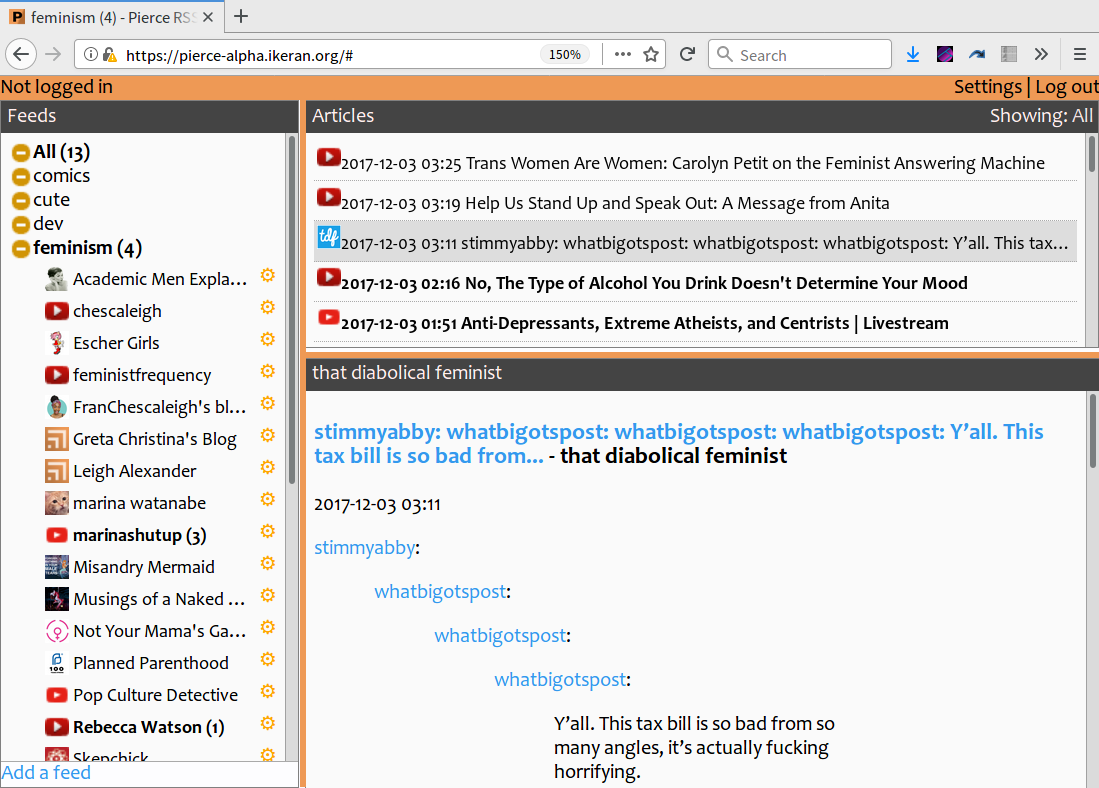 feminism (4) - Pierce RSS
https://pierce-alpha.ikeran.org/#
150%
Search
Not logged in
Settings | Log out
Feeds
All (13)
comics
cute
dev
feminism (4)
Academic Men Expla...
chescaleigh
Escher Girls
feministfrequency
FranChescaleigh's bl...
Greta Christina's Blog
Leigh Alexander
marina watanabe
marinashutup (3)
Misandry Mermaid
Musings of a Naked ...
Not Your Mama's Ga...
Planned Parenthood
Pop Culture Detective
Rebecca Watson (1)
Skepchick
Add a feed
Articles
Showing: All
2017-12-03 03:25 Trans Women Are Women: Carolyn Petit on the Feminist Answering Machine
2017-12-03 03:19 Help Us Stand Up and Speak Out: A Message from Anita
tdf
2017-12-03 03:11 stimmyabby: whatbigotspost: whatbigotspost: whatbigotspost: Y’all. This tax...
2017-12-03 02:16 No, The Type of Alcohol You Drink Doesn't Determine Your Mood
2017-12-03 01:51 Anti-Depressants, Extreme Atheists, and Centrists | Livestream
that diabolical feminist
stimmyabby: whatbigotspost: whatbigotspost: whatbigotspost: Y’all. This
tax bill is so bad from... - that diabolical feminist
2017-12-03 03:11
stimmyabby:
whatbigotspost:
whatbigotspost:
whatbigotspost:
Y’all. This tax bill is so bad from so
many angles, it’s actually fucking
horrifying.